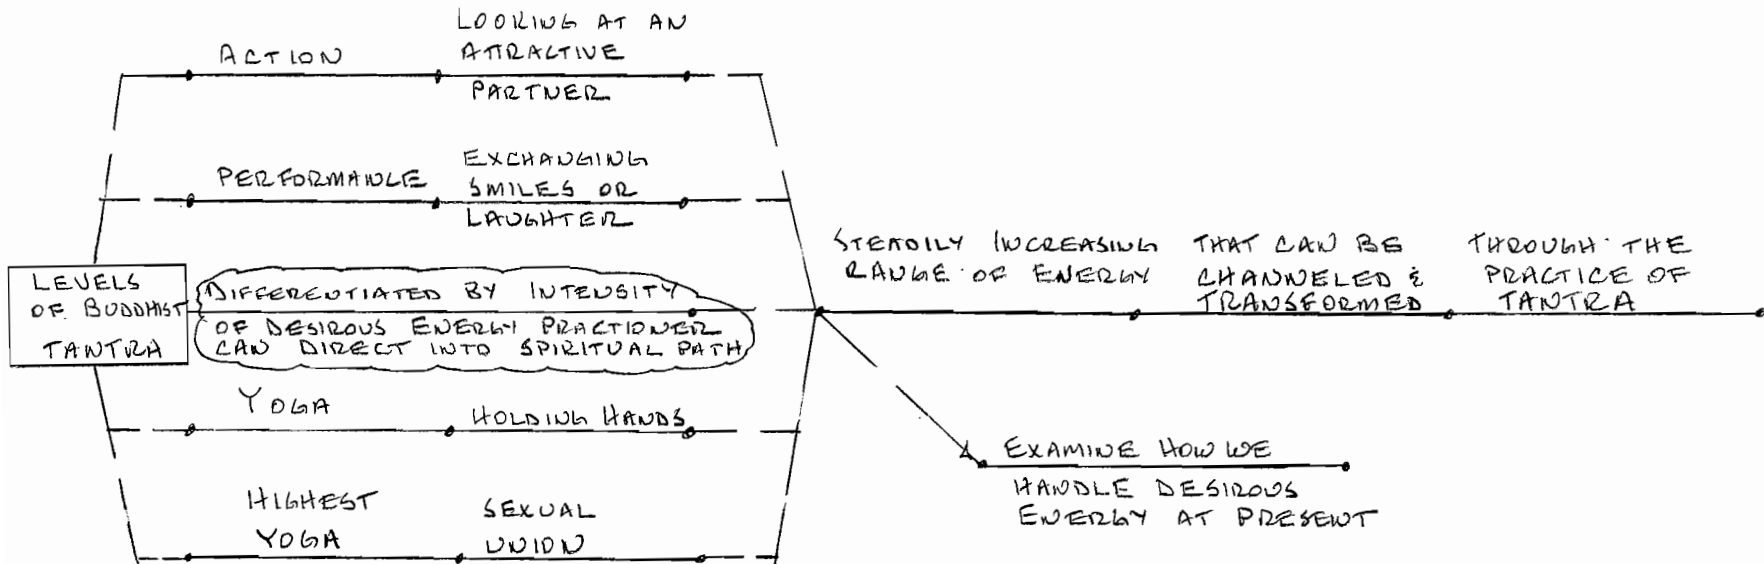 ACTION
LOOKING AT AN
ATTRACTIVE
PARTNER
PERFORMANCE
EXCHANGING
SMILES OR
LAUGHTER
LEVELS
OF BUDDHIST
TANTRA
DIFFERENTIATED BY INTENSITY
OF DESIROUS ENERGY PRACTIONER
CAN DIRECT INTO SPIRITUAL PATH
STEADILY INCREASING
RANGE OF ENERGY
THAT CAN BE
CHANNELED &
TRANSFORMED
THROUGH THE
PRACTICE OF
TANTRA
YOGA
HOLDING HANDS
HIGHEST
YOGA
SEXUAL
UNION
EXAMINE HOW WE
HANDLE DESIROUS
ENERGY AT PRESENT